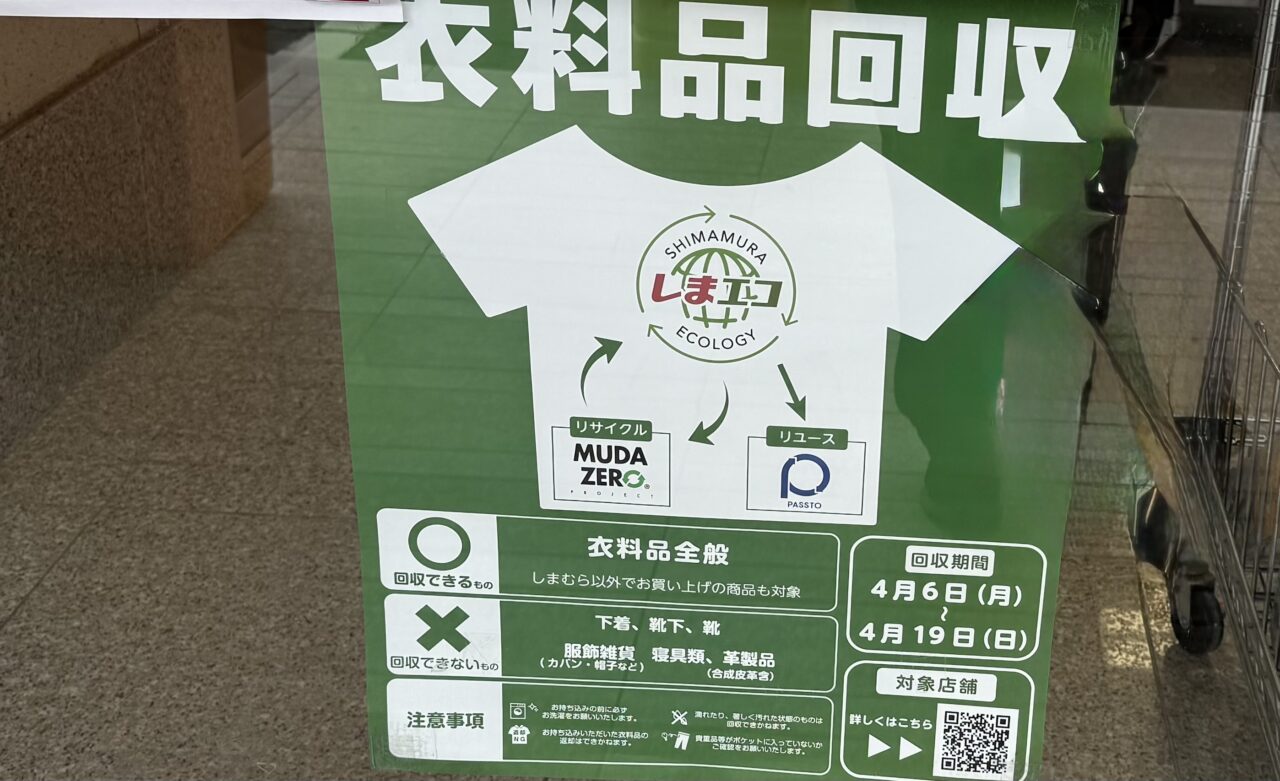 衣料品回収
SHIMAMURA
しまエコ
ECOLOGY
リサイクル
MUDA
ZERO®
PROJECT
リユース
PASSTO
回収できるもの
衣料品全般
しまむら以外でお買い上げの商品も対象
回収できないもの
下着、靴下、靴
服飾雑貨 寝具類、革製品
(カバン・帽子など) (合成皮革含)
注意事項
お持ち込みの前に必ず
お洗濯をお願いいたします。
濡れたり、著しく汚れた状態のものは
回収できかねます。
返却
NG
お持ち込みいただいた衣料品の
返却はできかねます。
貴重品等がポケットに入っていないか
ご確認をお願いいたします。
回収期間
4月6日(月)
~
4月19日(日)
対象店舗
詳しくはこちら